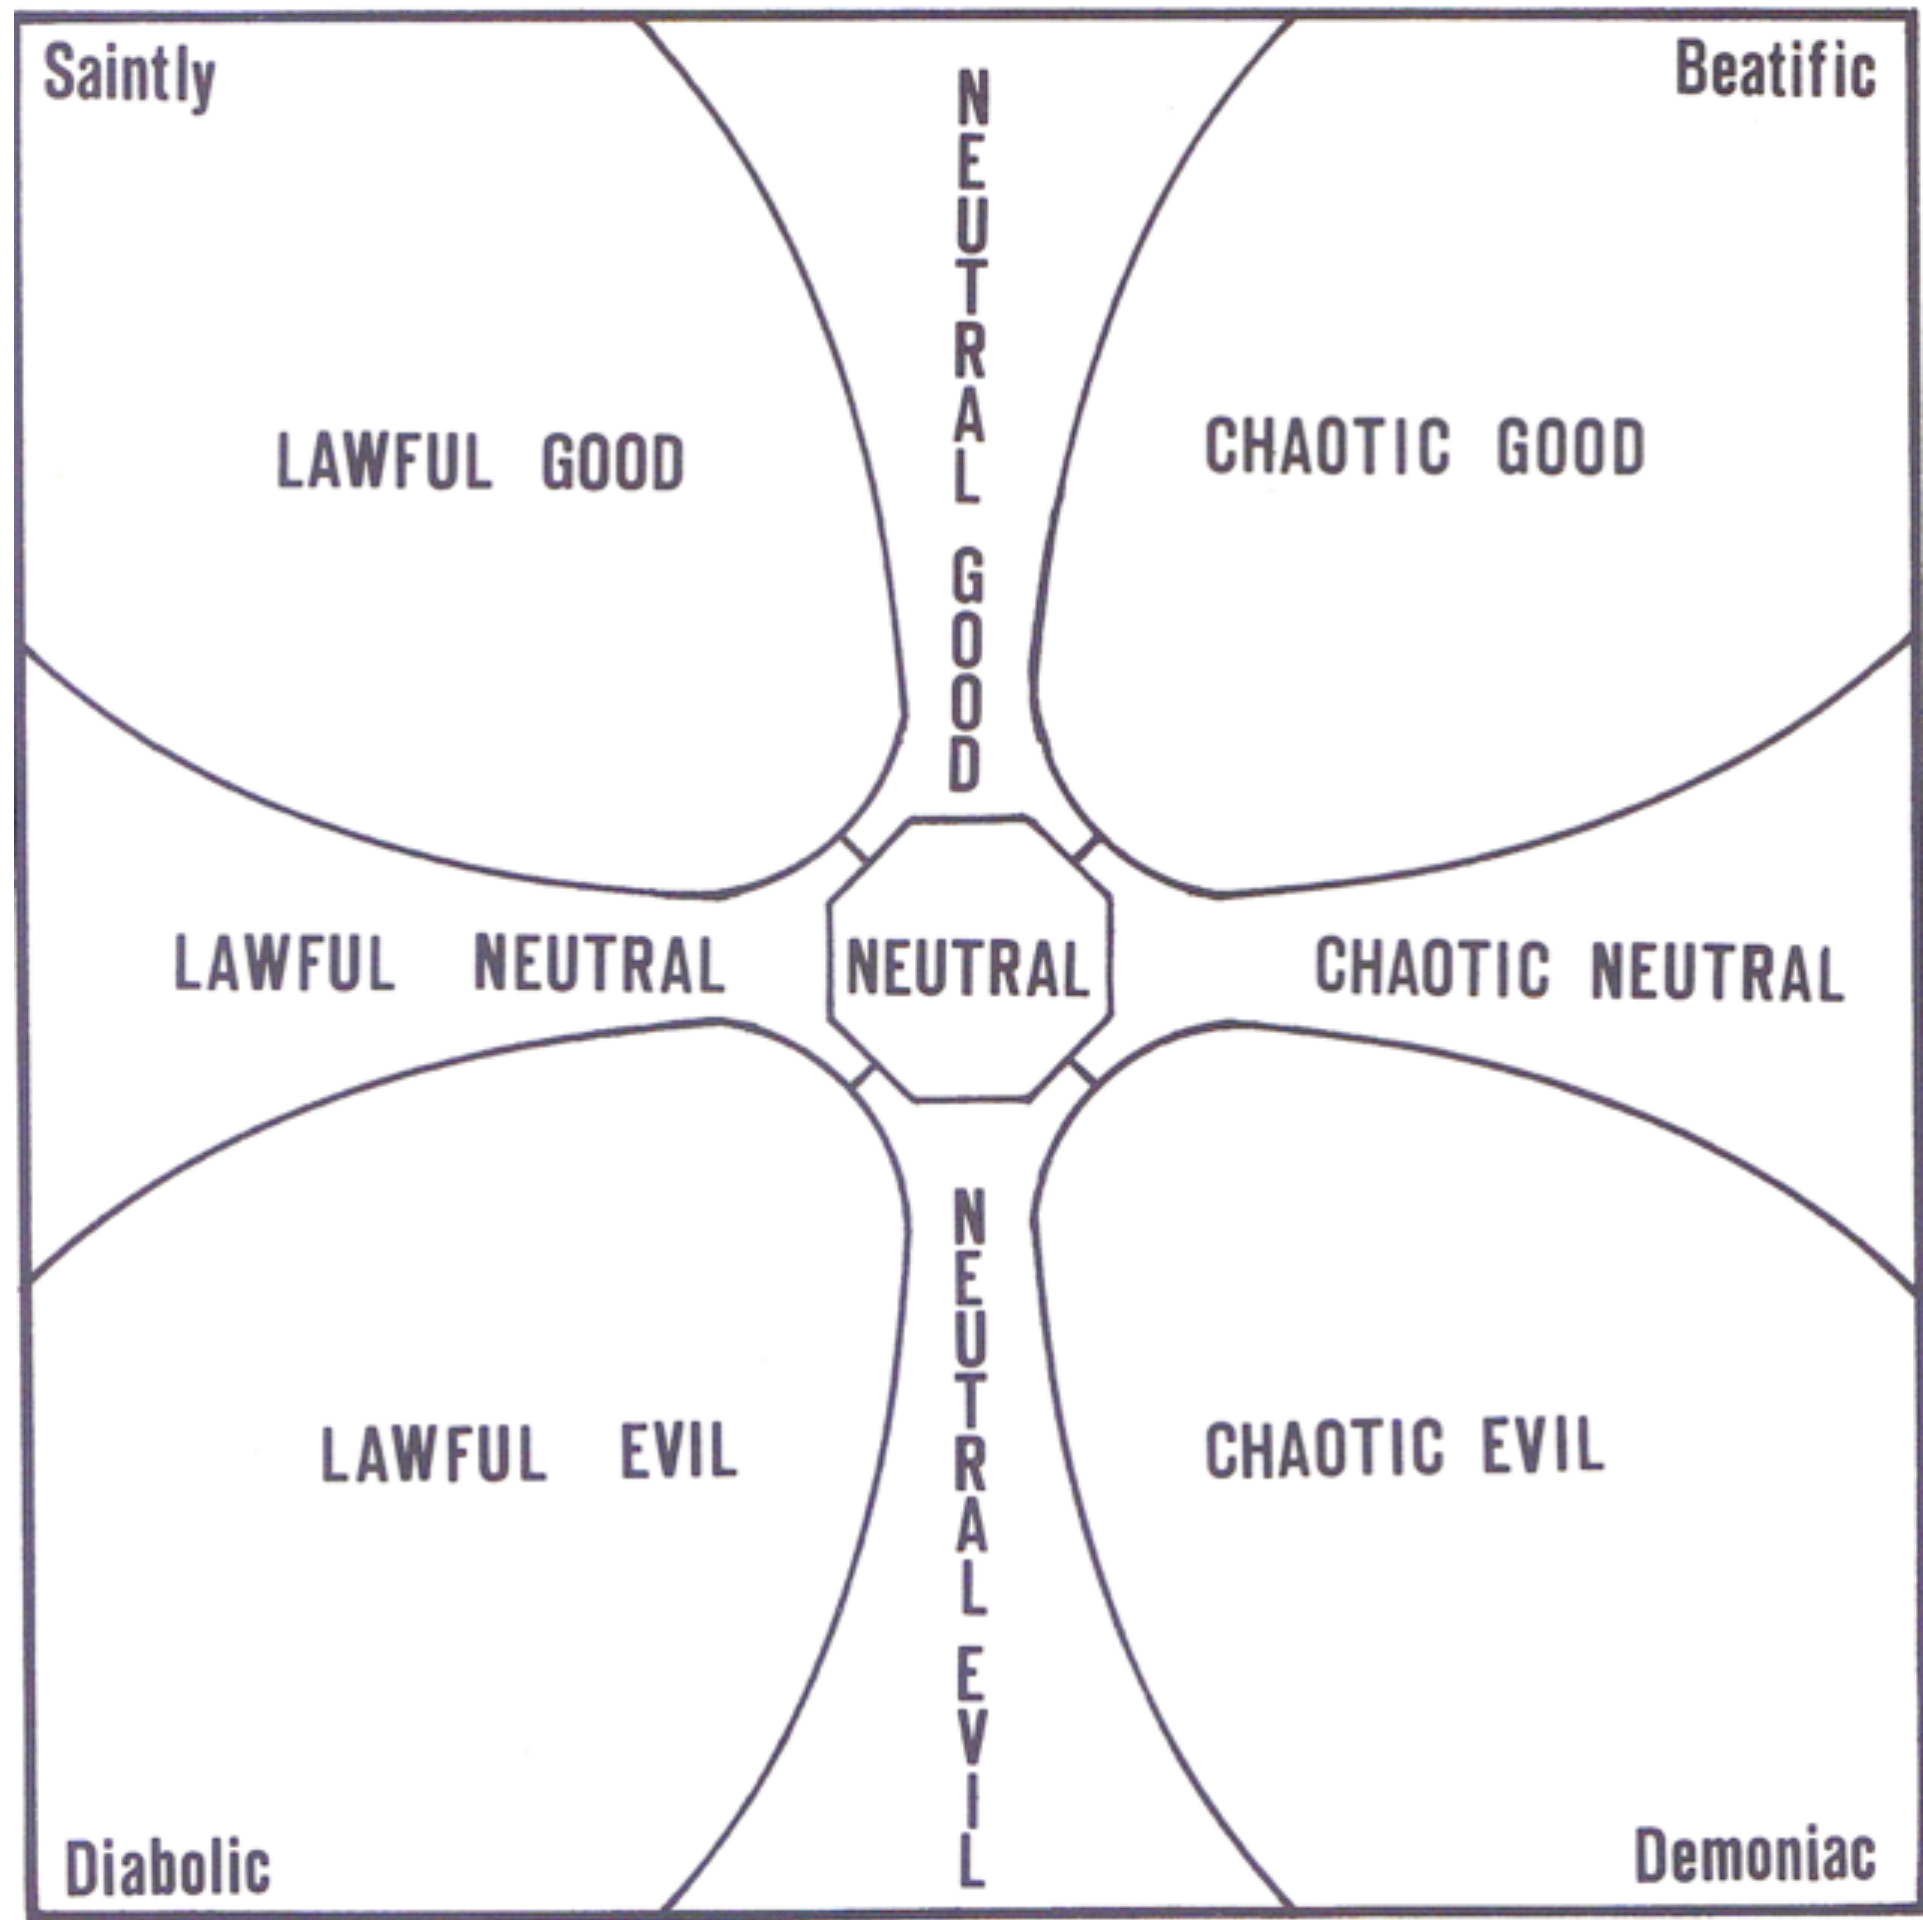 Saintly
Beatific
NEUTRAL GOOD
LAWFUL GOOD
CHAOTIC GOOD
LAWFUL NEUTRAL
NEUTRAL
CHAOTIC NEUTRAL
LAWFUL EVIL
CHAOTIC EVIL
NEUTRAL EVIL
Diabolic
Demoniac